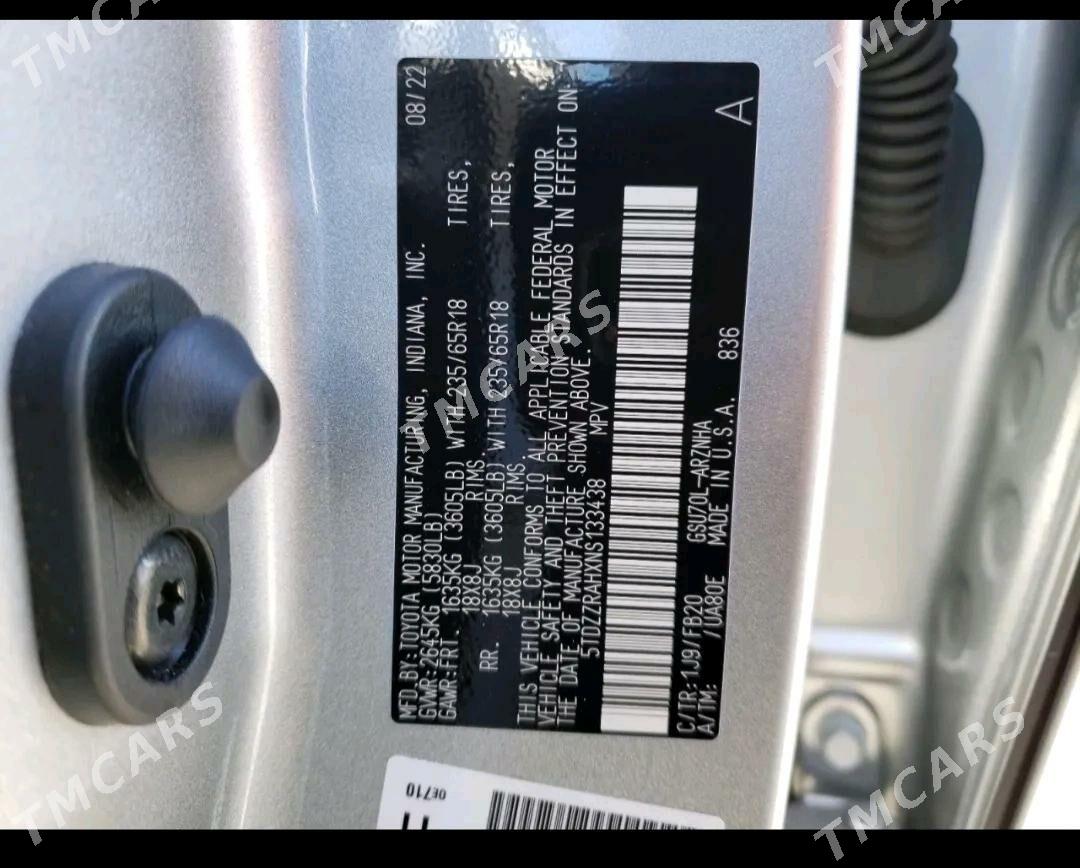 MFD.BY:TOYOTA MOTOR MANUFACTURING, INDIANA, INC. 08/22
GVWR:2645KG (5830LB)
GAWR:FRT. 1635KG (3605LB) WITH 235/65R18 TIRES,
18X8J RIMS
RR. 1635KG (3605LB) WITH 235/65R18 TIRES,
18X8J RIMS.
THIS VEHICLE CONFORMS TO ALL APPLICABLE FEDERAL MOTOR
VEHICLE SAFETY AND THEFT PREVENTION STANDARDS IN EFFECT ON
THE DATE OF MANUFACTURE SHOWN ABOVE.
5TDZZRAHXNS133438 MPV
A
C/TR:1J9/FB20 GSU70L-ARZNHA
A/TM: /UA80E MADE IN U.S.A. 836
0E710
TMCARS
TMCARS
TMCARS
TMCARS
TMCARS